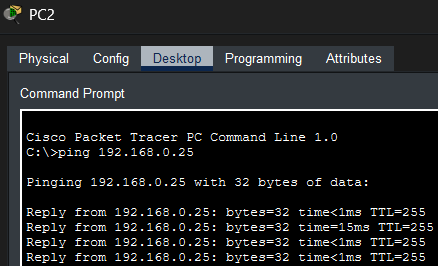 PC2
Physical Config Desktop Programming Attributes
Command Prompt
Cisco Packet Tracer PC Command Line 1.0
C:\>ping 192.168.0.25
Pinging 192.168.0.25 with 32 bytes of data:
Reply from 192.168.0.25: bytes=32 time<1ms TTL=255
Reply from 192.168.0.25: bytes=32 time=15ms TTL=255
Reply from 192.168.0.25: bytes=32 time<1ms TTL=255
Reply from 192.168.0.25: bytes=32 time<1ms TTL=255